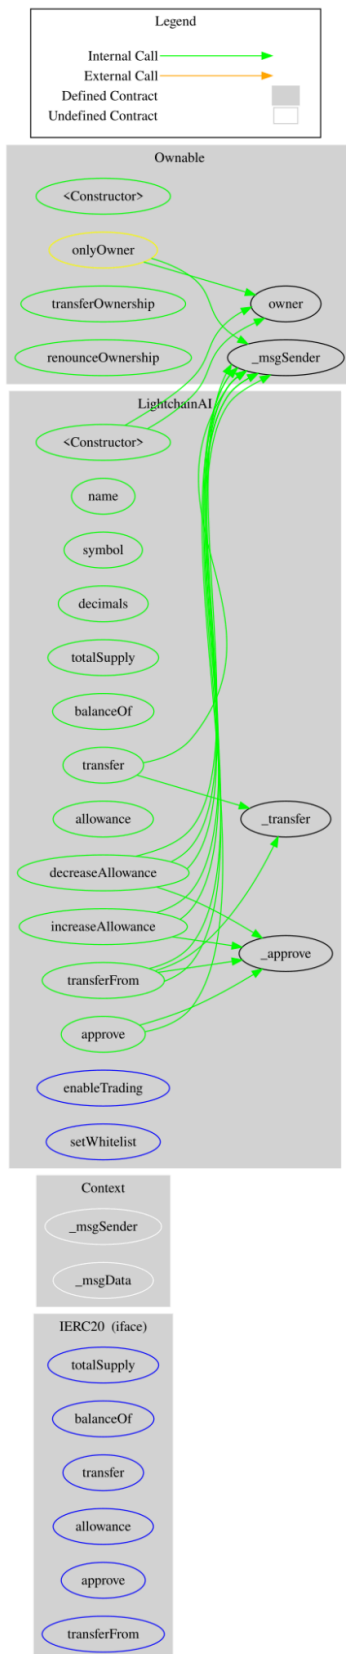 Legend
Internal Call
External Call
Defined Contract
Undefined Contract
Ownable
<Constructor>
onlyOwner
transferOwnership
owner
renounceOwnership
_msgSender
LightchainAI
<Constructor>
name
symbol
decimals
totalSupply
balanceOf
transfer
allowance
_transfer
decreaseAllowance
increaseAllowance
_approve
transferFrom
approve
enableTrading
setWhitelist
Context
_msgSender
_msgData
IERC20 (iface)
totalSupply
balanceOf
transfer
allowance
approve
transferFrom